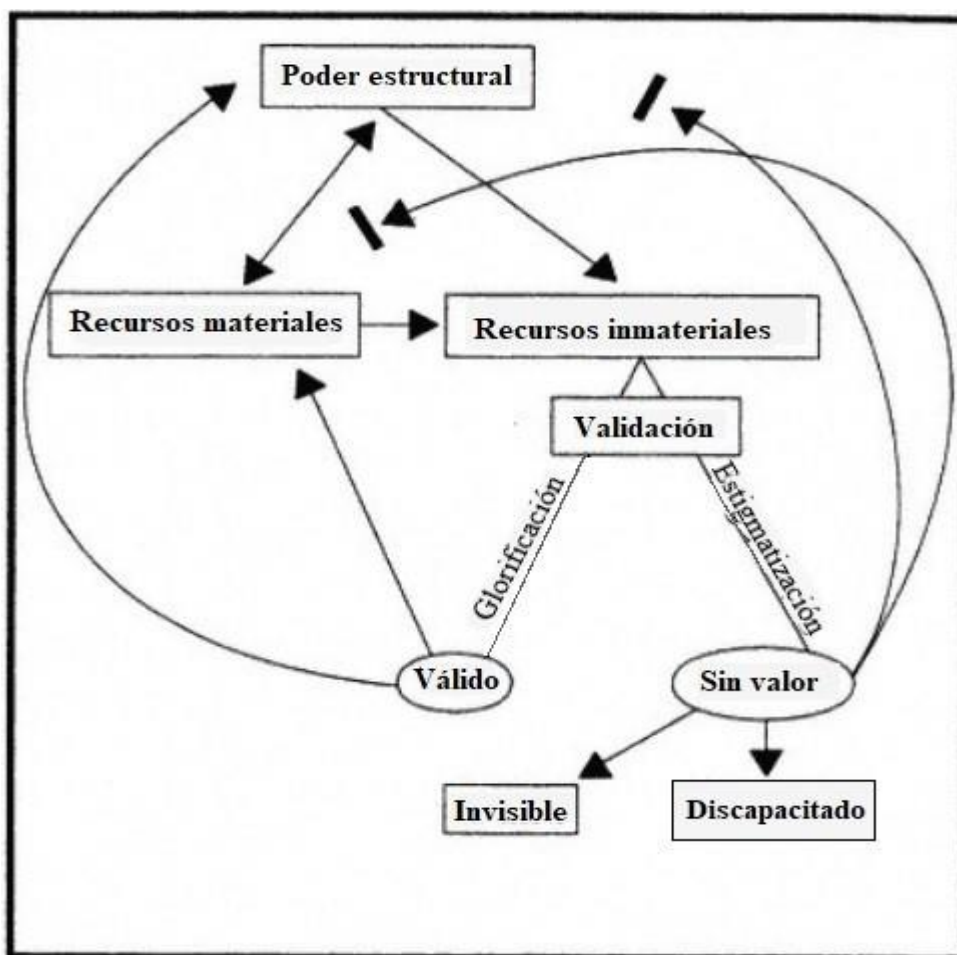 Poder estructural
Recursos materiales
Recursos inmateriales
Validación
Glorificación
Estigmatización
Válido
Sin valor
Invisible
Discapacitado